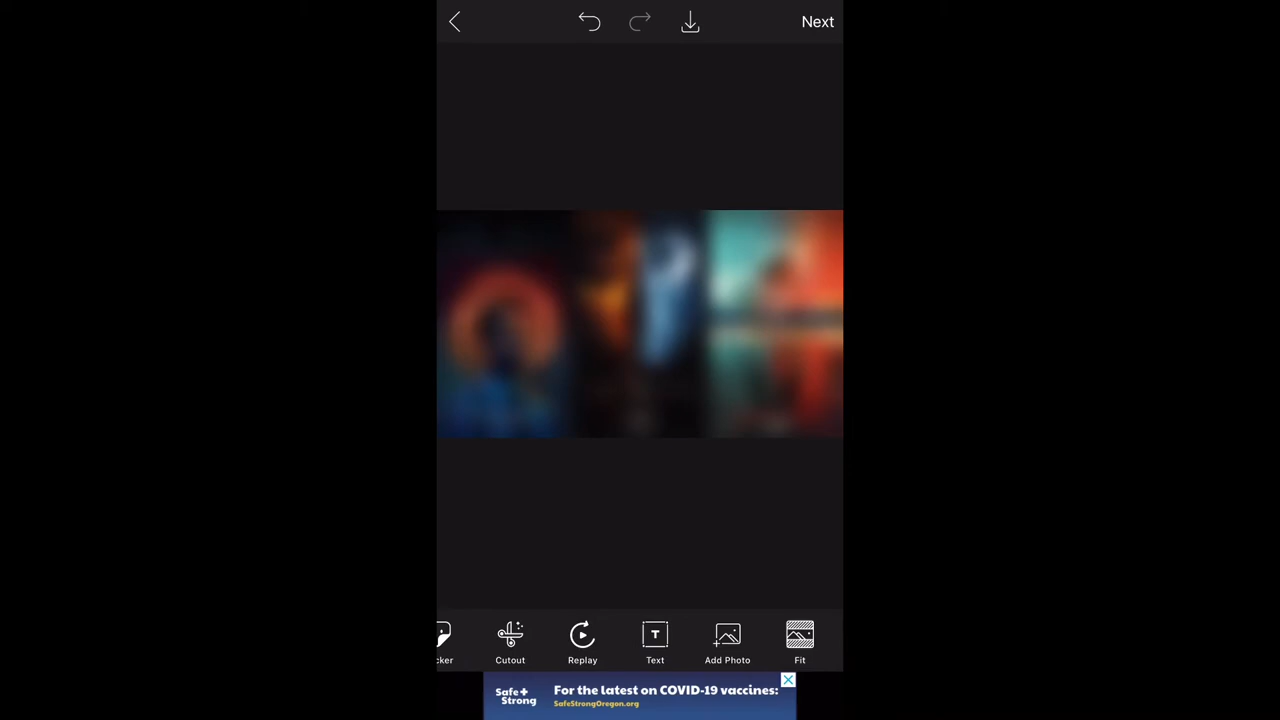 Next
cker
Cutout
Replay
T
Text
Add Photo
Fit
Safe+
Strong
For the latest on COVID-19 vaccines:
SafeStrongOregon.org